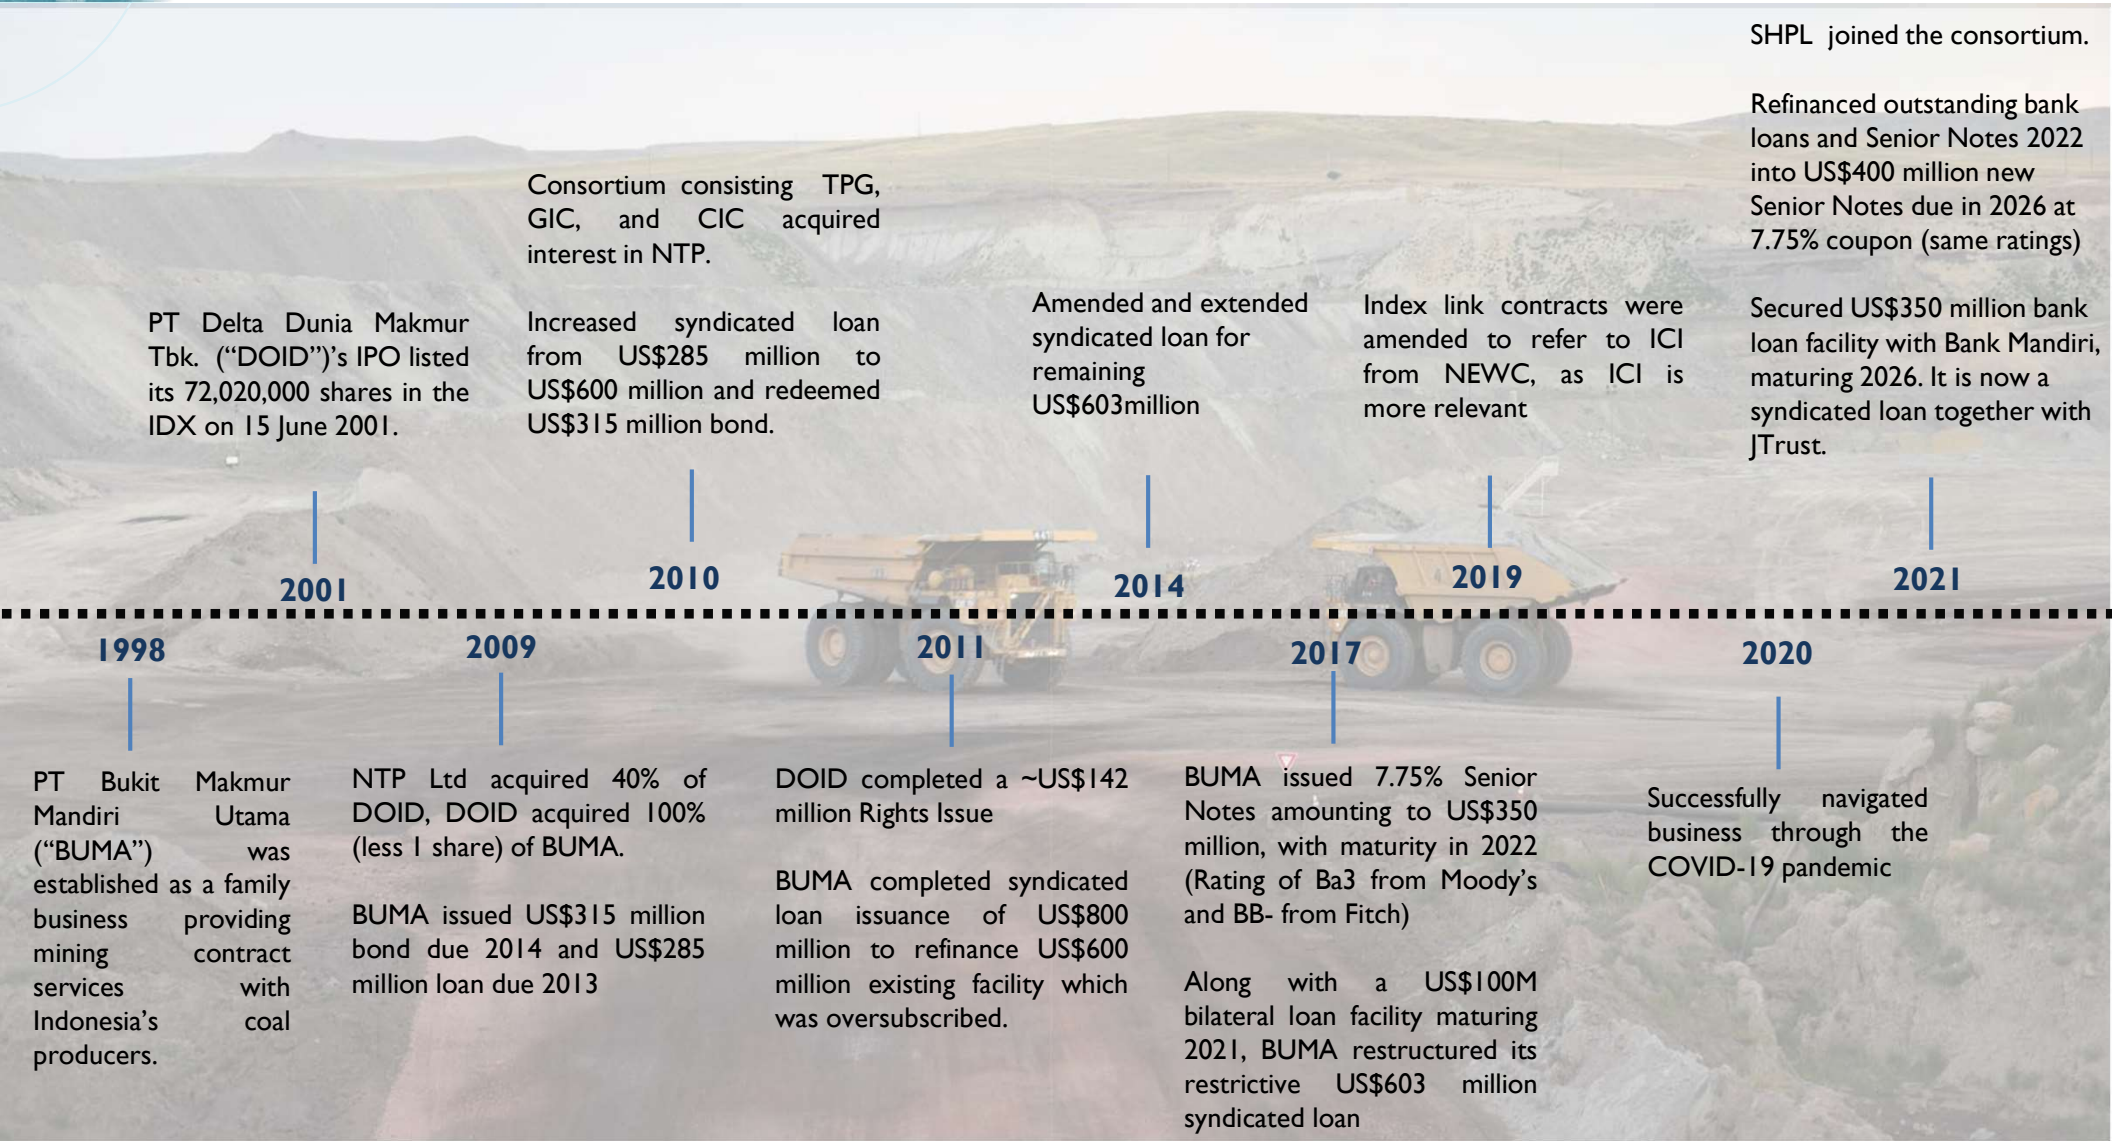 SHPL joined the consortium.
Refinanced outstanding bank
loans and Senior Notes 2022
into US$400 million new
Senior Notes due in 2026 at
7.75% coupon (same ratings)
Secured US$350 million bank
loan facility with Bank Mandiri,
maturing 2026. It is now a
syndicated loan together with
JTrust.
Consortium consisting TPG,
GIC, and CIC acquired
interest in NTP.
Increased syndicated loan
from US$285 million to
US$600 million and redeemed
US$315 million bond.
PT Delta Dunia Makmur
Tbk. (“DOID”)’s IPO listed
its 72,020,000 shares in the
IDX on 15 June 2001.
Amended and extended
syndicated loan for
remaining
US$603million
Index link contracts were
amended to refer to ICI
from NEWC, as ICI is
more relevant
2001
2010
2014
2019
2021
1998
2009
2011
2017
2020
PT Bukit Makmur
Mandiri Utama
(“BUMA”) was
established as a family
business providing
mining contract
services with
Indonesia’s coal
producers.
NTP Ltd acquired 40% of
DOID, DOID acquired 100%
(less 1 share) of BUMA.
BUMA issued US$315 million
bond due 2014 and US$285
million loan due 2013
DOID completed a ~US$142
million Rights Issue
BUMA completed syndicated
loan issuance of US$800
million to refinance US$600
million existing facility which
was oversubscribed.
BUMA issued 7.75% Senior
Notes amounting to US$350
million, with maturity in 2022
(Rating of Ba3 from Moody’s
and BB- from Fitch)
Along with a US$100M
bilateral loan facility maturing
2021, BUMA restructured its
restrictive US$603 million
syndicated loan
Successfully navigated
business through the
COVID-19 pandemic